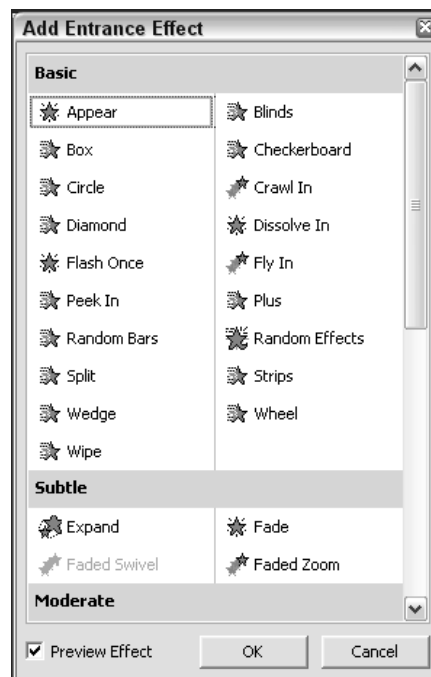 Add Entrance Effect
Basic
Appear Blinds
Box Checkerboard
Circle Crawl In
Diamond Dissolve In
Flash Once Fly In
Peek In Plus
Random Bars Random Effects
Split Strips
Wedge Wheel
Wipe
Subtle
Expand Fade
Faded Swivel Faded Zoom
Moderate
Preview Effect OK Cancel